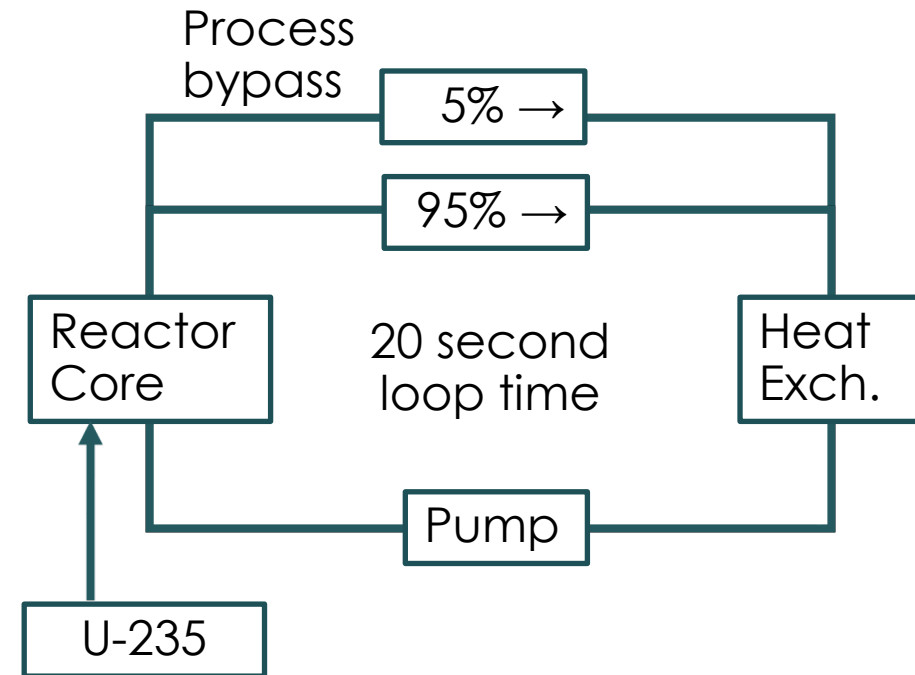 Process
bypass
5% →
95% →
Reactor
Core
20 second
loop time
Heat
Exch.
Pump
U-235